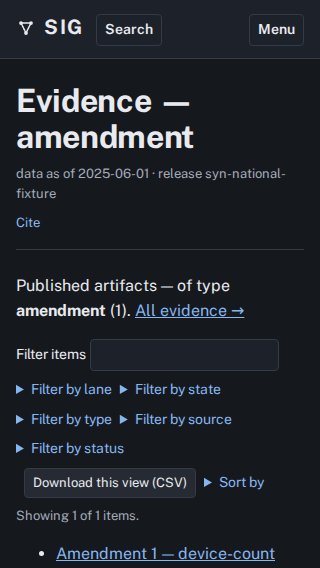 SIG Search Menu
Evidence —
amendment
data as of 2025-06-01 · release syn-national-
fixture
Cite
Published artifacts — of type
amendment (1). All evidence →
Filter items
▶ Filter by lane ▶ Filter by state
▶ Filter by type ▶ Filter by source
▶ Filter by status
Download this view (CSV) ▶ Sort by
Showing 1 of 1 items.
• Amendment 1 — device-count